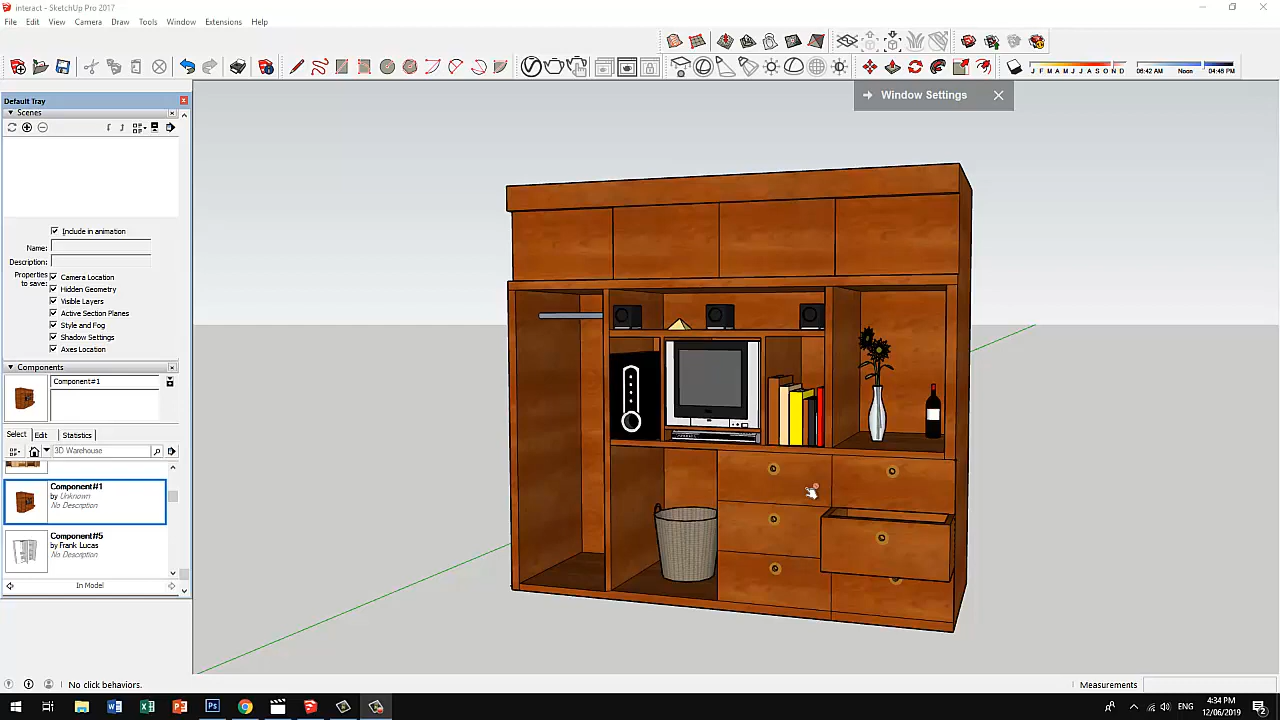 interact - SketchUp Pro 2017
File Edit View Camera Draw Tools Window Extensions Help
J F M A M J J A S O N D
06:42 AM Noon 04:45 PM
Window Settings
Default Tray
Scenes
Include in animation
Name:
Description:
Properties to save:
Camera Location
Hidden Geometry
Visible Layers
Active Section Planes
Style and Fog
Shadow Settings
Axes Location
Components
Component#1
Select Edit Statistics
3D Warehouse
Component#1
by Unknown
No Description
Component#5
by Frank Lucas
No Description
In Model
No click behaviors.
Measurements
ENG
4:34 PM
12/06/2019